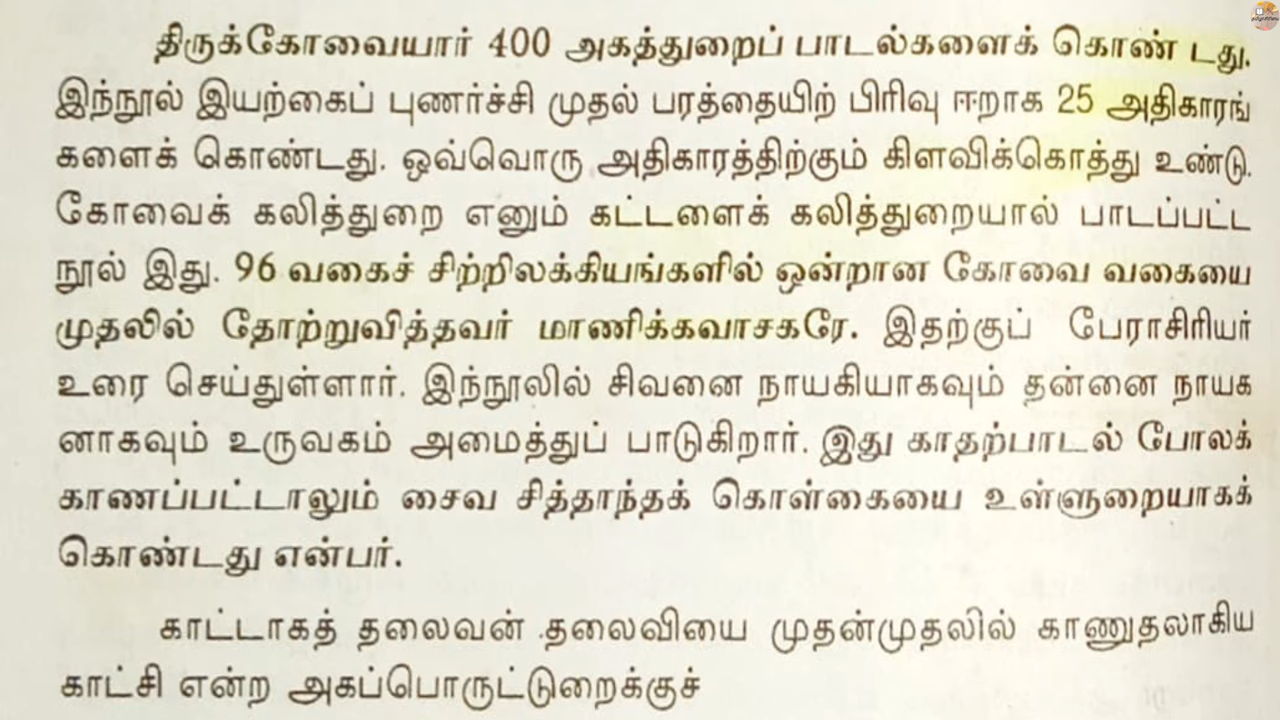 திருக்கோவையார் 400 அகத்துறைப் பாடல்களைக் கொண் டது.
இந்நூல் இயற்கைப் புணர்ச்சி முதல் பரத்தையிற் பிரிவு ஈறாக 25 அதிகாரங்
களைக் கொண்டது. ஒவ்வொரு அதிகாரத்திற்கும் கிளவிக்கொத்து உண்டு.
கோவைக் கலித்துறை எனும் கட்டளைக் கலித்துறையால் பாடப்பட்ட
நூல் இது. 96 வகைச் சிற்றிலக்கியங்களில் ஒன்றான கோவை வகையை
முதலில் தோற்றுவித்தவர் மாணிக்கவாசகரே. இதற்குப் பேராசிரியர்
உரை செய்துள்ளார். இந்நூலில் சிவனை நாயகியாகவும் தன்னை நாயக
னாகவும் உருவகம் அமைத்துப் பாடுகிறார். இது காதற்பாடல் போலக்
காணப்பட்டாலும் சைவ சித்தாந்தக் கொள்கையை உள்ளுறையாகக்
கொண்டது என்பர்.
காட்டாகத் தலைவன் தலைவியை முதன்முதலில் காணுதலாகிய
காட்சி என்ற அகப்பொருட்டுறைக்குச்